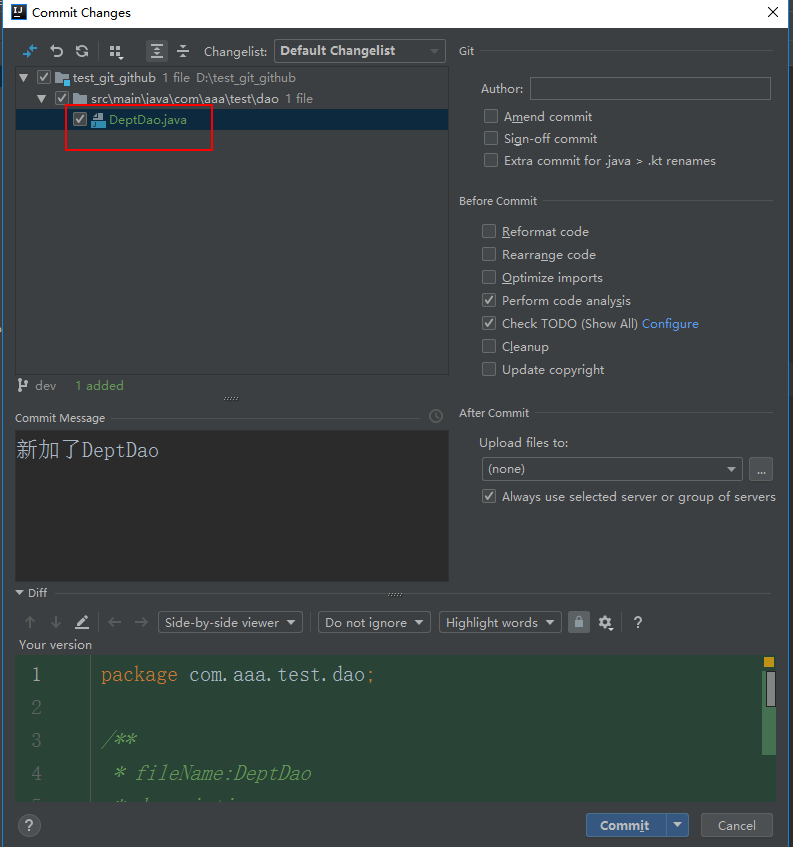 Commit Changes
Changelist: Default Changelist
test_git_github 1 file D:\test_git_github
src\main\java\com\aaa\test\dao 1 file
DeptDao.java
dev 1 added
Commit Message
新加了DeptDao
Git
Author:
Amend commit
Sign-off commit
Extra commit for .java > .kt renames
Before Commit
Reformat code
Rearrange code
Optimize imports
Perform code analysis
Check TODO (Show All) Configure
Cleanup
Update copyright
After Commit
Upload files to:
(none) ...
Always use selected server or group of servers
Diff
Side-by-side viewer Do not ignore Highlight words ?
Your version
1 package com.aaa.test.dao;
2
3 /**
4 * fileName:DeptDao
? Commit Cancel